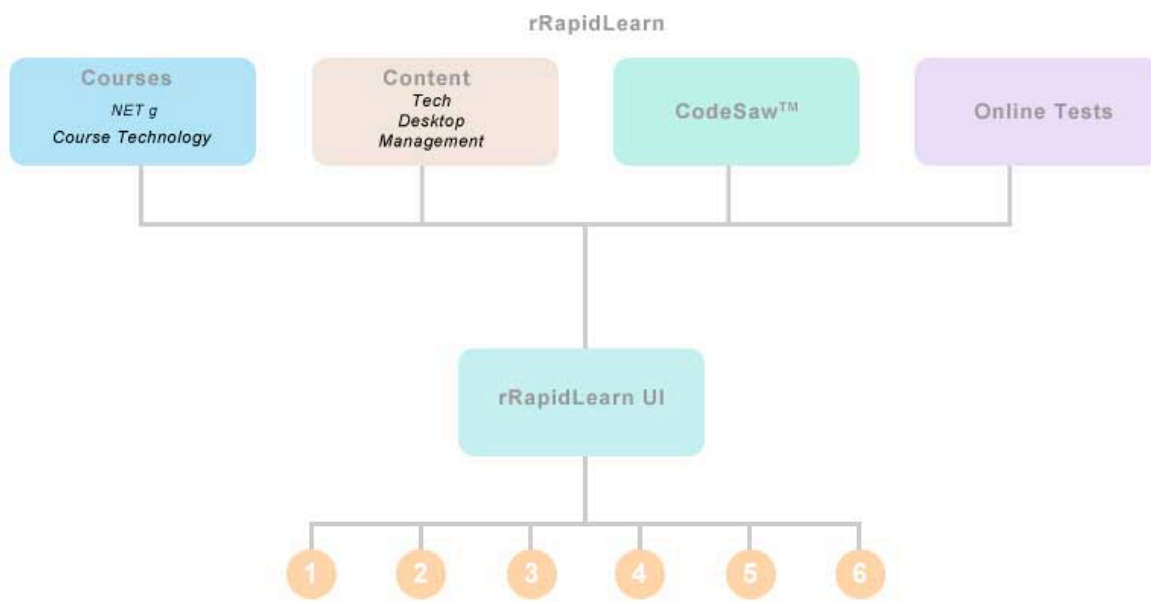 rRapidLearn
Courses
NET g
Course Technology
Content
Tech
Desktop
Management
CodeSaw™
Online Tests
rRapidLearn UI
1 2 3 4 5 6